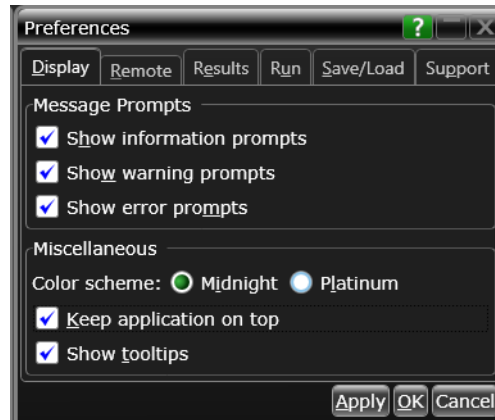 Preferences
?
X
Display Remote Results Run Save/Load Support
Message Prompts
Show information prompts
Show warning prompts
Show error prompts
Miscellaneous
Color scheme: Midnight Platinum
Keep application on top
Show tooltips
Apply OK Cancel